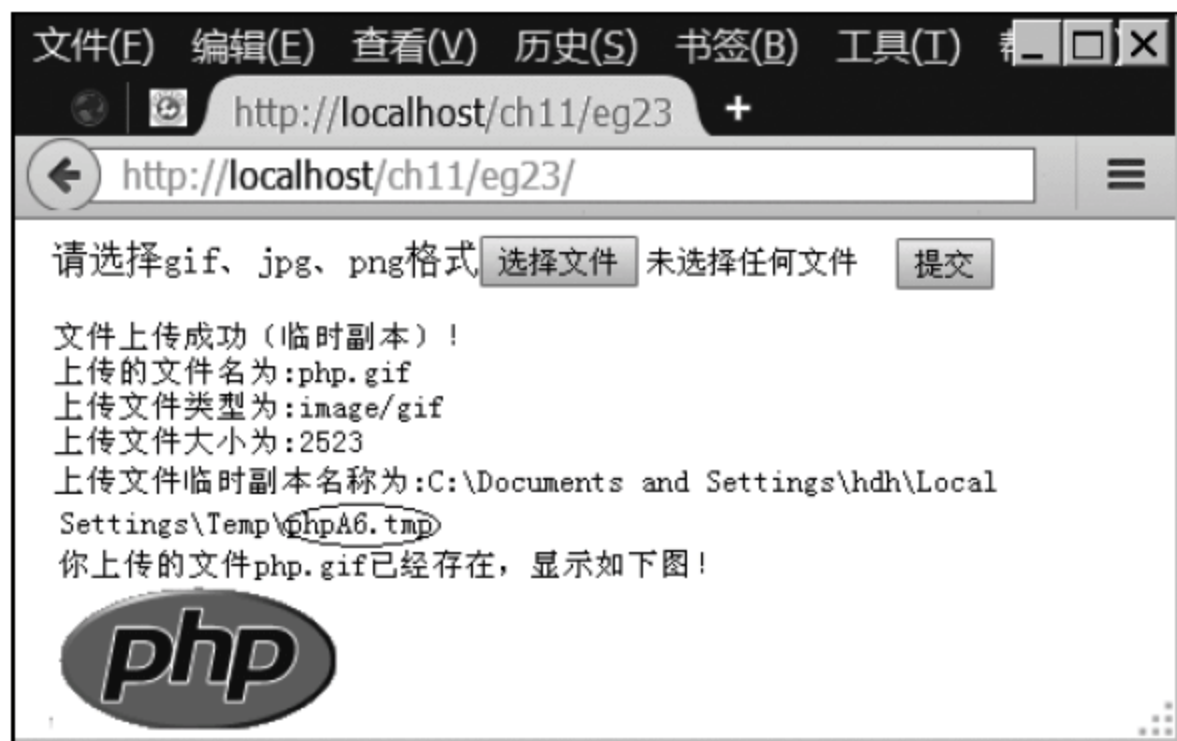 文件(F) 编辑(E) 查看(V) 历史(S) 书签(B) 工具(T)
http://localhost/ch11/eg23
http://localhost/ch11/eg23/
请选择gif、jpg、png格式 选择文件 未选择任何文件 提交
文件上传成功（临时副本）！
上传的文件名为:php.gif
上传文件类型为:image/gif
上传文件大小为:2523
上传文件临时副本名称为:C:\Documents and Settings\hdh\Local
Settings\Temp\phpA6.tmp
你上传的文件php.gif已经存在，显示如下图！
php